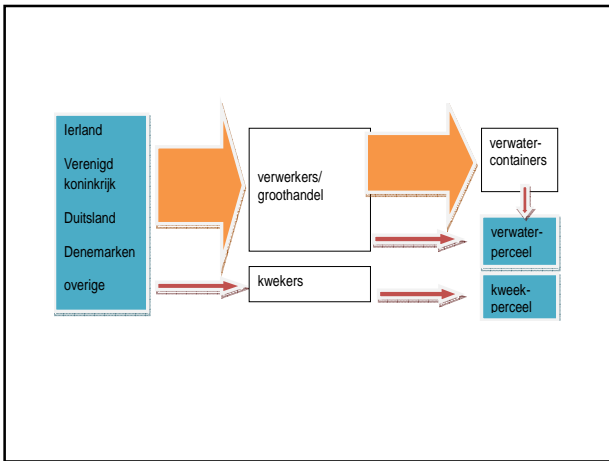 Ierland
Verenigd
koninkrijk
Duitsland
Denemarken
overige
verwerkers/
groothandel
kwekers
verwater-
containers
verwater-
perceel
kweek-
perceel